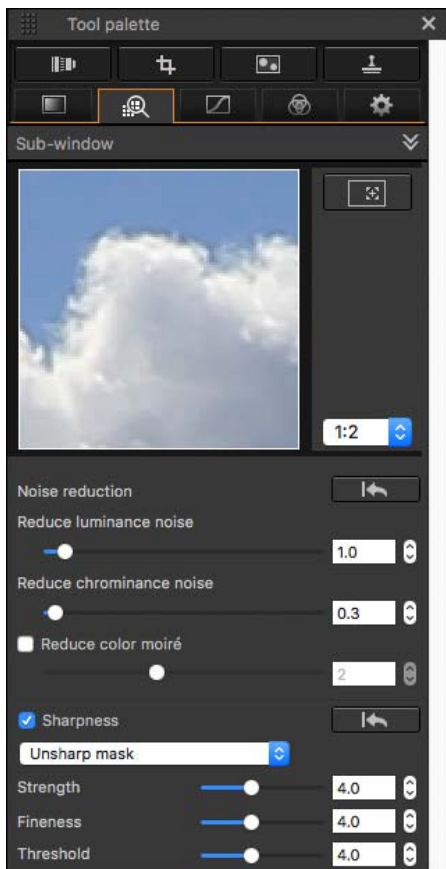 Tool palette
Sub-window
1:2
Noise reduction
Reduce luminance noise
1.0
Reduce chrominance noise
0.3
Reduce color moiré
2
Sharpness
Unsharp mask
Strength 4.0
Fineness 4.0
Threshold 4.0